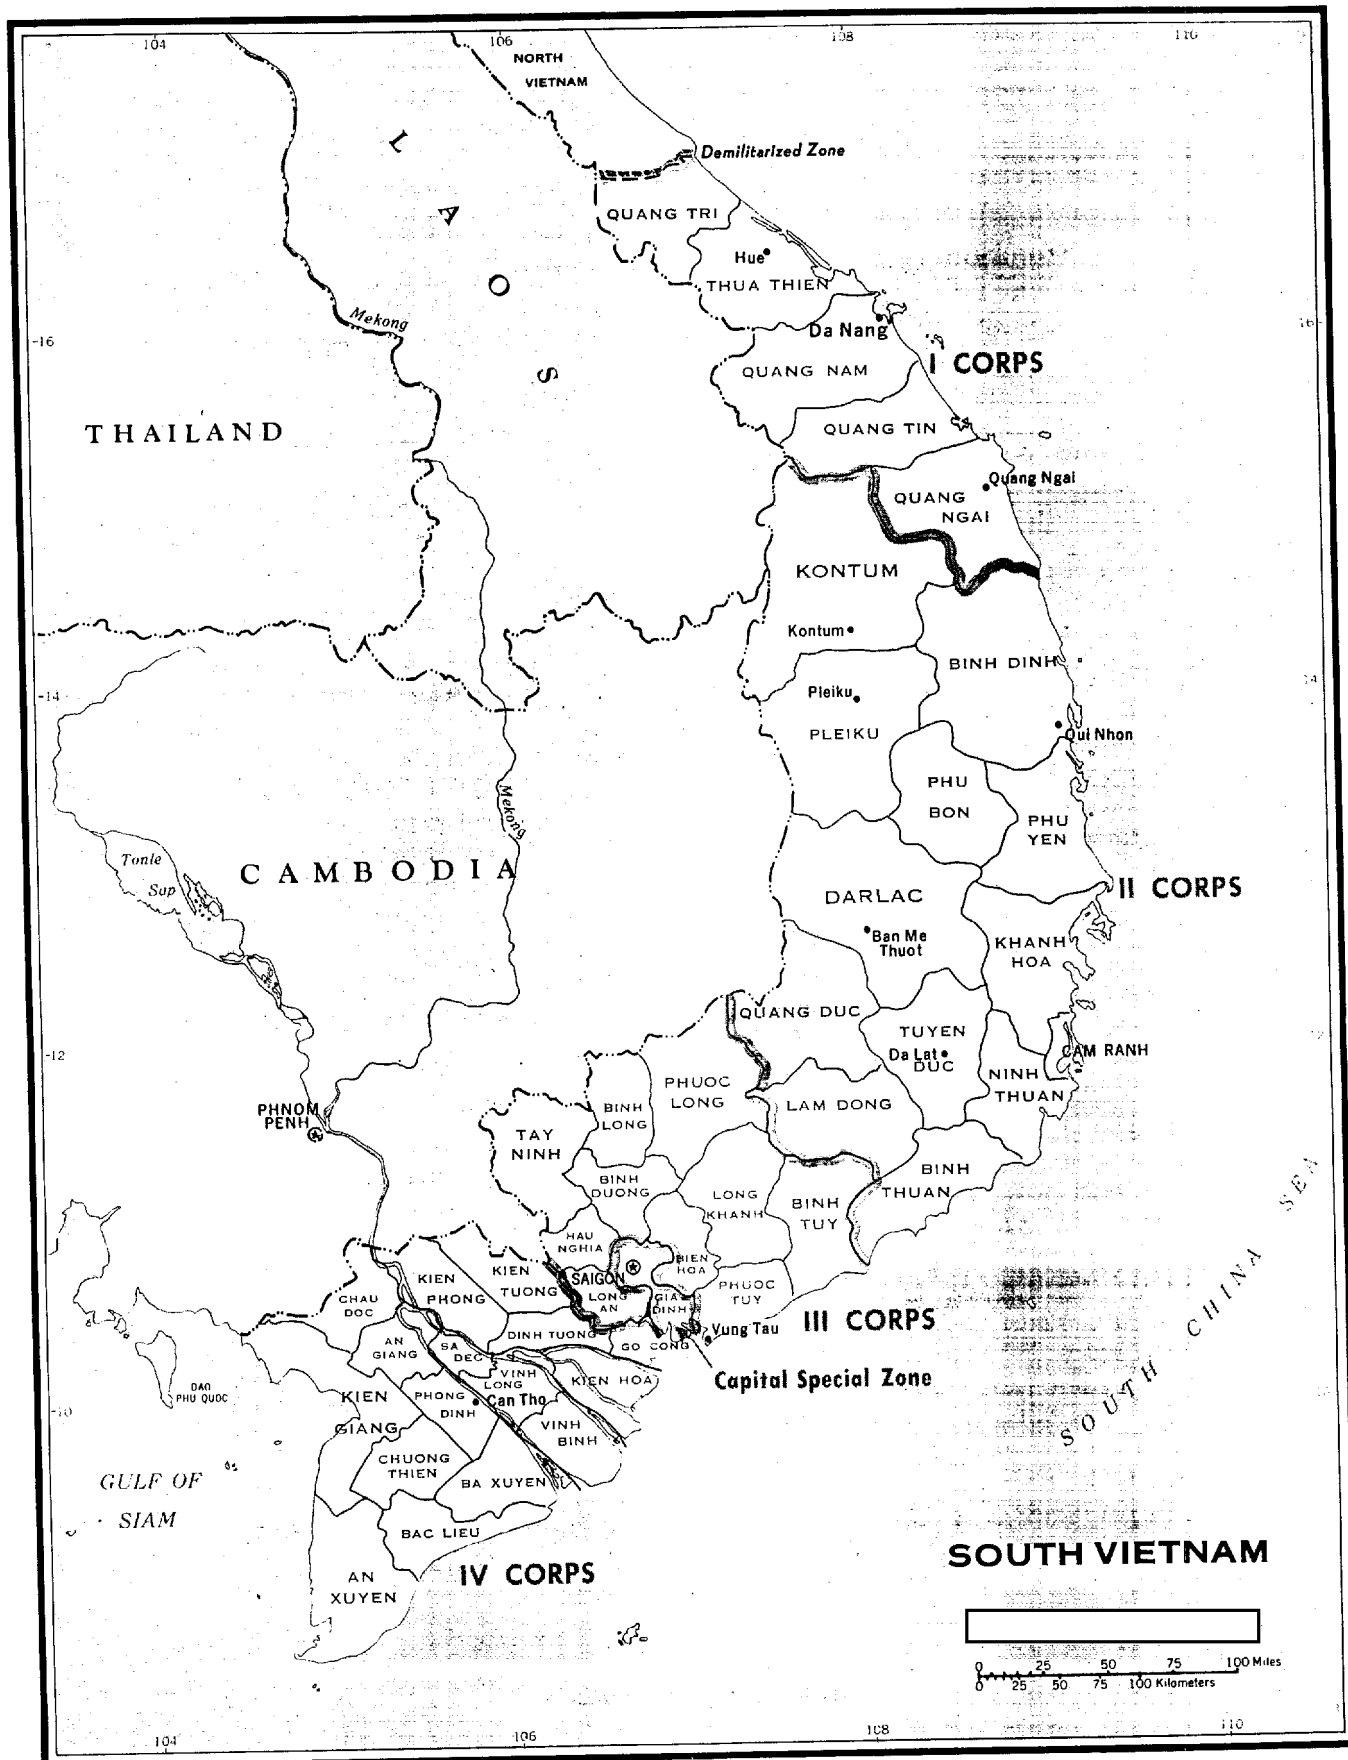 104
106
108
110
NORTH
VIETNAM
L
A
O
S
Demilitarized Zone
QUANG TRI
Hue
THUA THIEN
Mekong
Da Nang
-16
16
I CORPS
QUANG NAM
THAILAND
QUANG TIN
Quang Ngai
QUANG
NGAI
KONTUM
Kontum
BINH DINH
-14
14
Pleiku
PLEIKU
Qui Nhon
PHU
BON
Mekong
PHU
YEN
Tonle
Sap
CAMBODIA
DARLAC
II CORPS
Ban Me
Thuot
KHANH
HOA
QUANG DUC
TUYEN
DUC
Da Lat
CAM RANH
-12
NINH
THUAN
PHUOC
LONG
LAM DONG
BINH
LONG
PHNOM
PENH
TAY
NINH
BINH
THUAN
BINH
DUONG
LONG
KHANH
BINH
TUY
HAU
NGHIA
BIEN
HOA
KIEN
TUONG
SAIGON
KIEN
PHONG
PHUOC
TUY
CHAU
DOC
LONG
AN
GIA
DINH
III CORPS
Vung Tau
DINH TUONG
GO CONG
AN
GIANG
SA
DEC
Capital Special Zone
VINH
LONG
KIEN HOA
DAO
PHU QUOC
KIEN
GIANG
PHONG
DINH
Can Tho
-10
VINH
BINH
CHUONG
THIEN
BA XUYEN
SOUTH CHINA SEA
GULF OF
SIAM
BAC LIEU
IV CORPS
AN
XUYEN
SOUTH VIETNAM
0 25 50 75 100 Miles
0 25 50 75 100 Kilometers
104
106
108
110